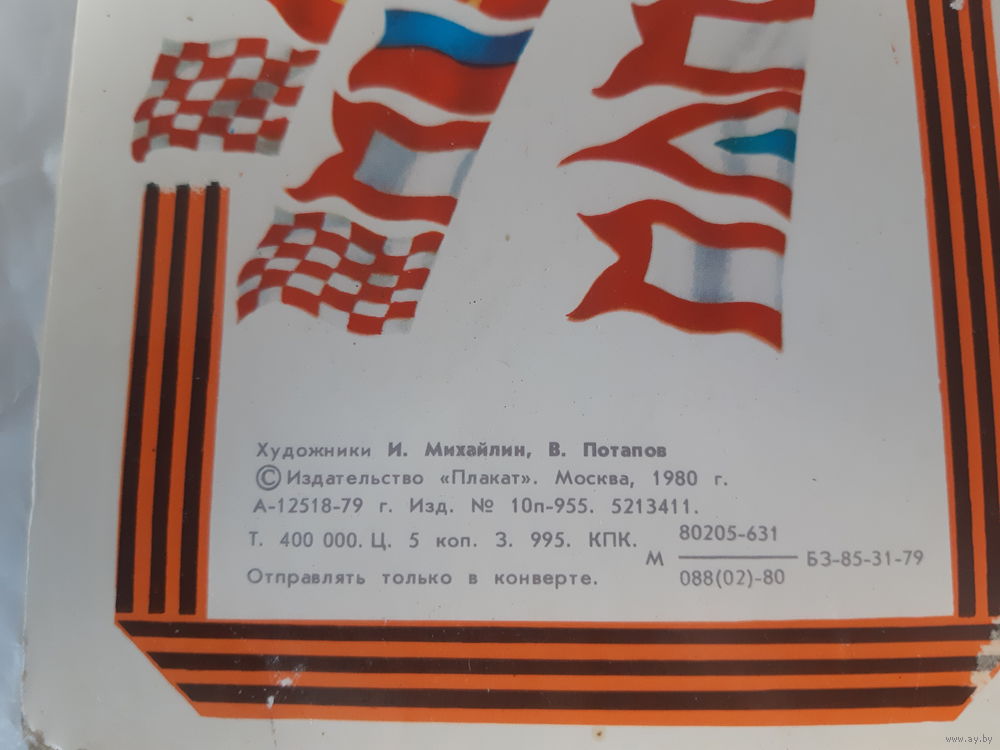 Художники И. Михайлин, В. Потапов
© Издательство «Плакат». Москва, 1980 г.
А-12518-79 г. Изд. № 10п-955. 5213411.
Т. 400 000. Ц. 5 коп. З. 995. КПК.
М 80205-631 / 088(02)-80 БЗ-85-31-79
Отправлять только в конверте.
www.ay.by